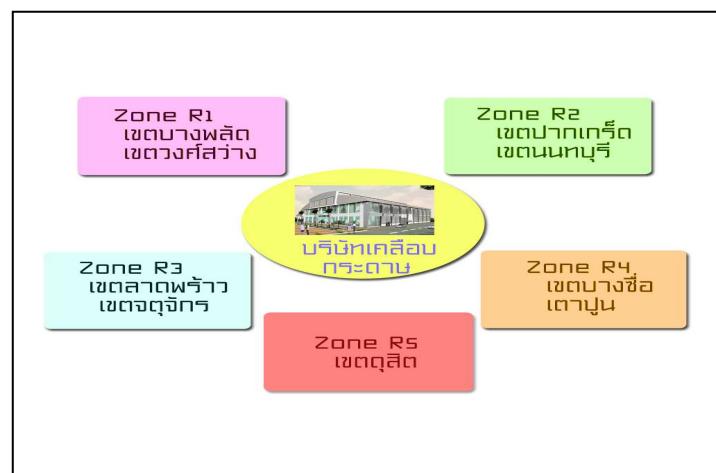 Zone R1
เขตบางพลัด
เขตวงศ์สว่าง
Zone R2
เขตปากเกร็ด
เขตนนทบุรี
บริษัทเคลือบ
กระดาษ
Zone R3
เขตลาดพร้าว
เขตจตุจักร
Zone R4
เขตบางซื่อ
เตาปูน
Zone R5
เขตดุสิต